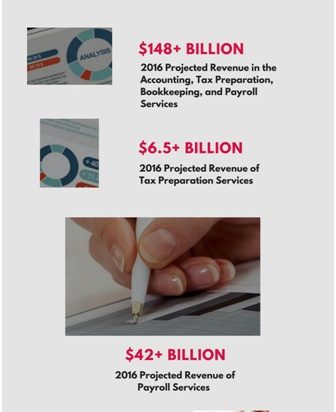 ANALYSIS
$148+ BILLION
2016 Projected Revenue in the
Accounting, Tax Preparation,
Bookkeeping, and Payroll
Services
$6.5+ BILLION
2016 Projected Revenue of
Tax Preparation Services
$42+ BILLION
2016 Projected Revenue of
Payroll Services